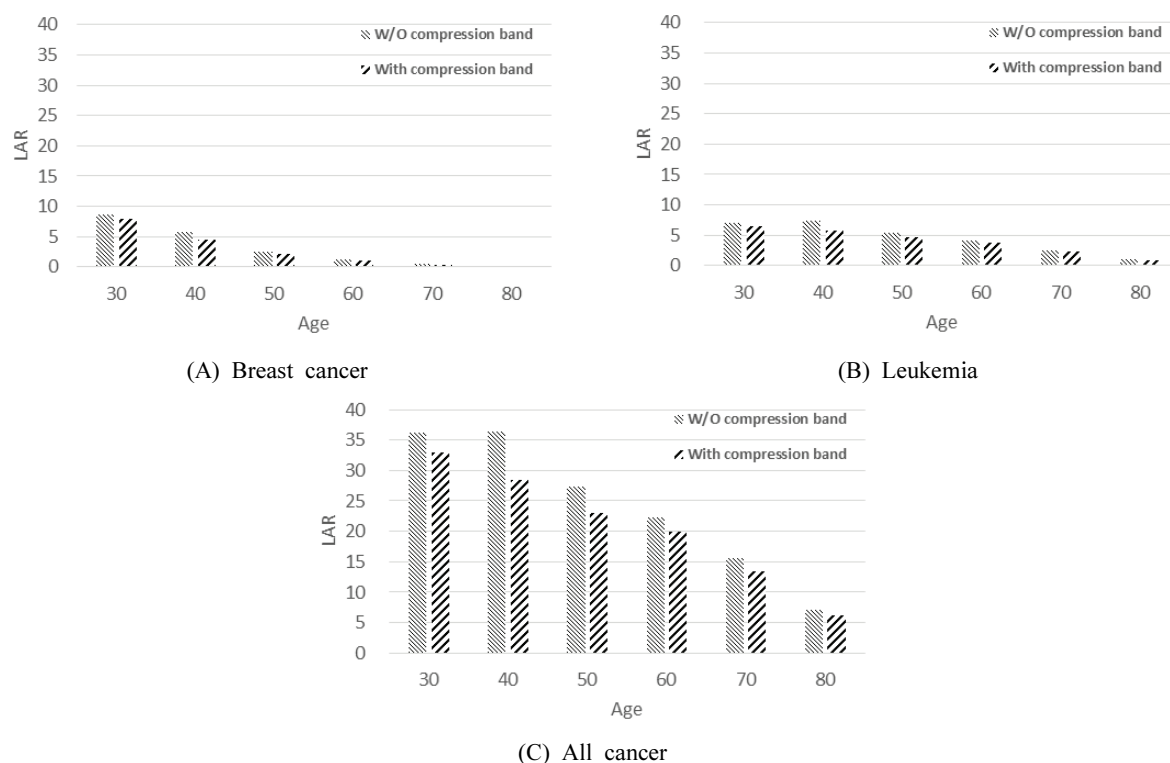 40
35
30
25
20
15
10
5
0
LAR
W/O compression band
With compression band
30 40 50 60 70 80
Age
(A) Breast cancer
40
35
30
25
20
15
10
5
0
LAR
W/O compression band
With compression band
30 40 50 60 70 80
Age
(B) Leukemia
40
35
30
25
20
15
10
5
0
LAR
W/O compression band
With compression band
30 40 50 60 70 80
Age
(C) All cancer